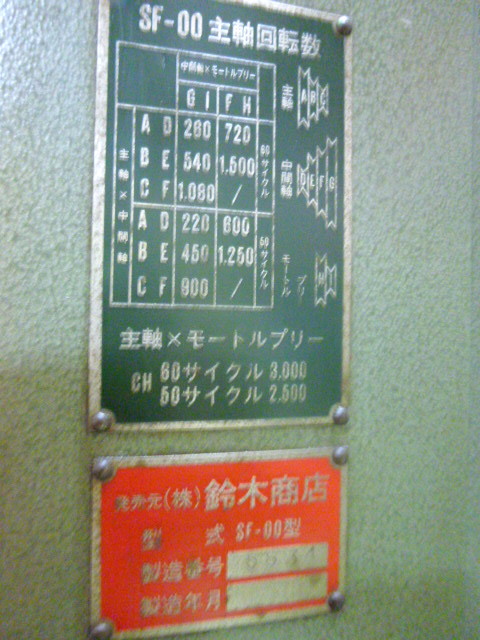 SF-00 主軸回転数
中間軸×モートルプリー
G I F H
主軸×中間軸
A D 260 720
B E 540 1.500
C F 1.080 /
60サイクル
A D 220 600
B E 450 1.250
C F 900 /
50サイクル
主軸 A B C
中間軸 D E F G
モートルプリー H
主軸×モートルプリー
CH 60サイクル 3.000
50サイクル 2.500
発売元(株)鈴木商店
型式 SF-00型
製造番号
製造年月